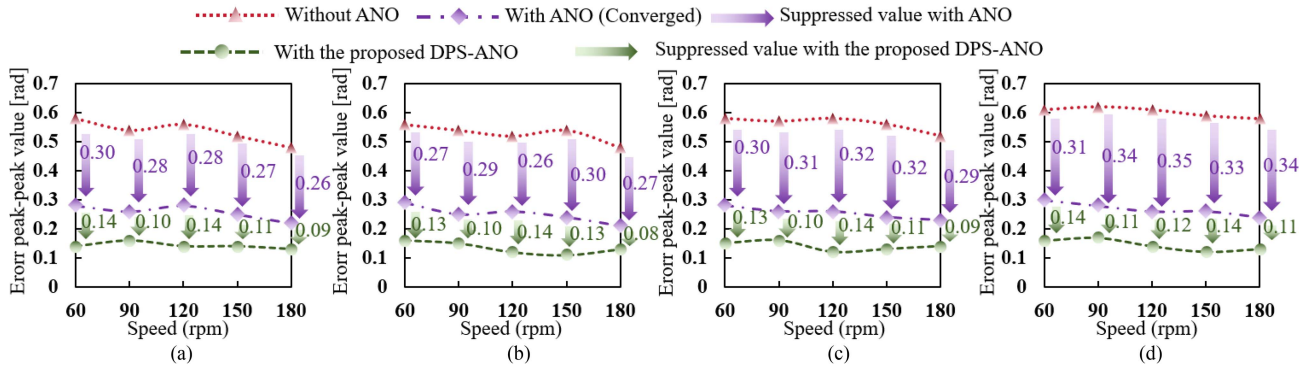 Without ANO With ANO (Converged) Suppressed value with ANO
With the proposed DPS-ANO Suppressed value with the proposed DPS-ANO
Erorr peak-peak value [rad]
0.7
0.6
0.5
0.4
0.3
0.2
0.1
0
0.30 0.28 0.28 0.27 0.26
0.14 0.10 0.14 0.11 0.09
60 90 120 150 180
Speed (rpm)
(a)
Erorr peak-peak value [rad]
0.7
0.6
0.5
0.4
0.3
0.2
0.1
0
0.27 0.29 0.26 0.30 0.27
0.13 0.10 0.14 0.13 0.08
60 90 120 150 180
Speed (rpm)
(b)
Erorr peak-peak value [rad]
0.7
0.6
0.5
0.4
0.3
0.2
0.1
0
0.30 0.31 0.32 0.32 0.29
0.13 0.10 0.14 0.11 0.09
60 90 120 150 180
Speed (rpm)
(c)
Erorr peak-peak value [rad]
0.7
0.6
0.5
0.4
0.3
0.2
0.1
0
0.31 0.34 0.35 0.33 0.34
0.14 0.11 0.12 0.14 0.11
60 90 120 150 180
Speed (rpm)
(d)